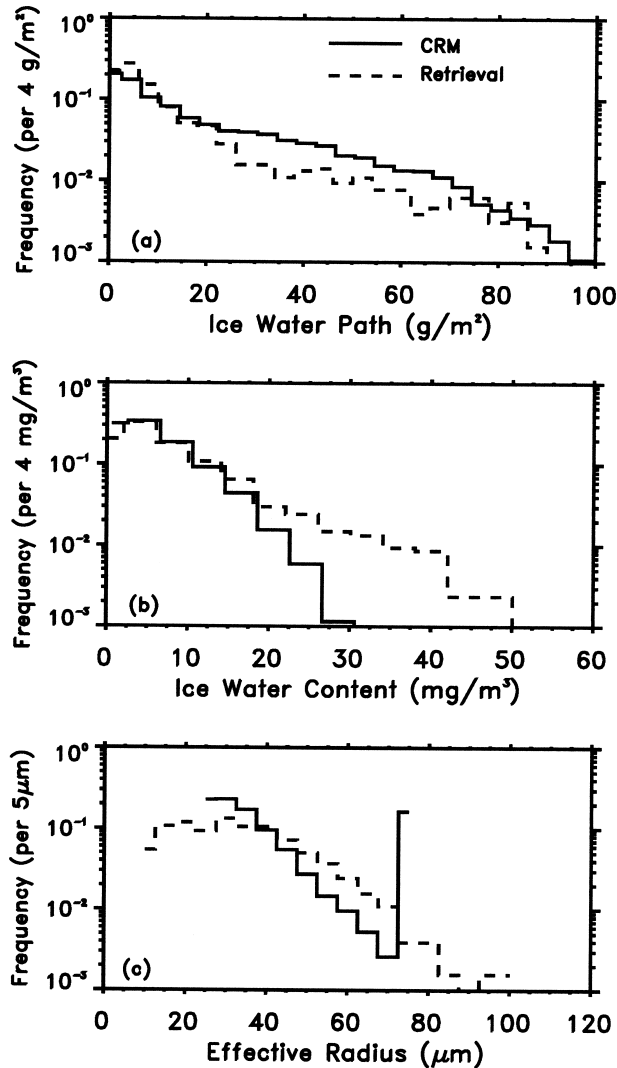 Frequency (per 4 g/m²)
10⁰
10⁻¹
10⁻²
10⁻³
CRM
Retrieval
(a)
0 20 40 60 80 100
Ice Water Path (g/m²)
Frequency (per 4 mg/m³)
10⁰
10⁻¹
10⁻²
10⁻³
(b)
0 10 20 30 40 50 60
Ice Water Content (mg/m³)
Frequency (per 5μm)
10⁰
10⁻¹
10⁻²
10⁻³
(c)
0 20 40 60 80 100 120
Effective Radius (μm)